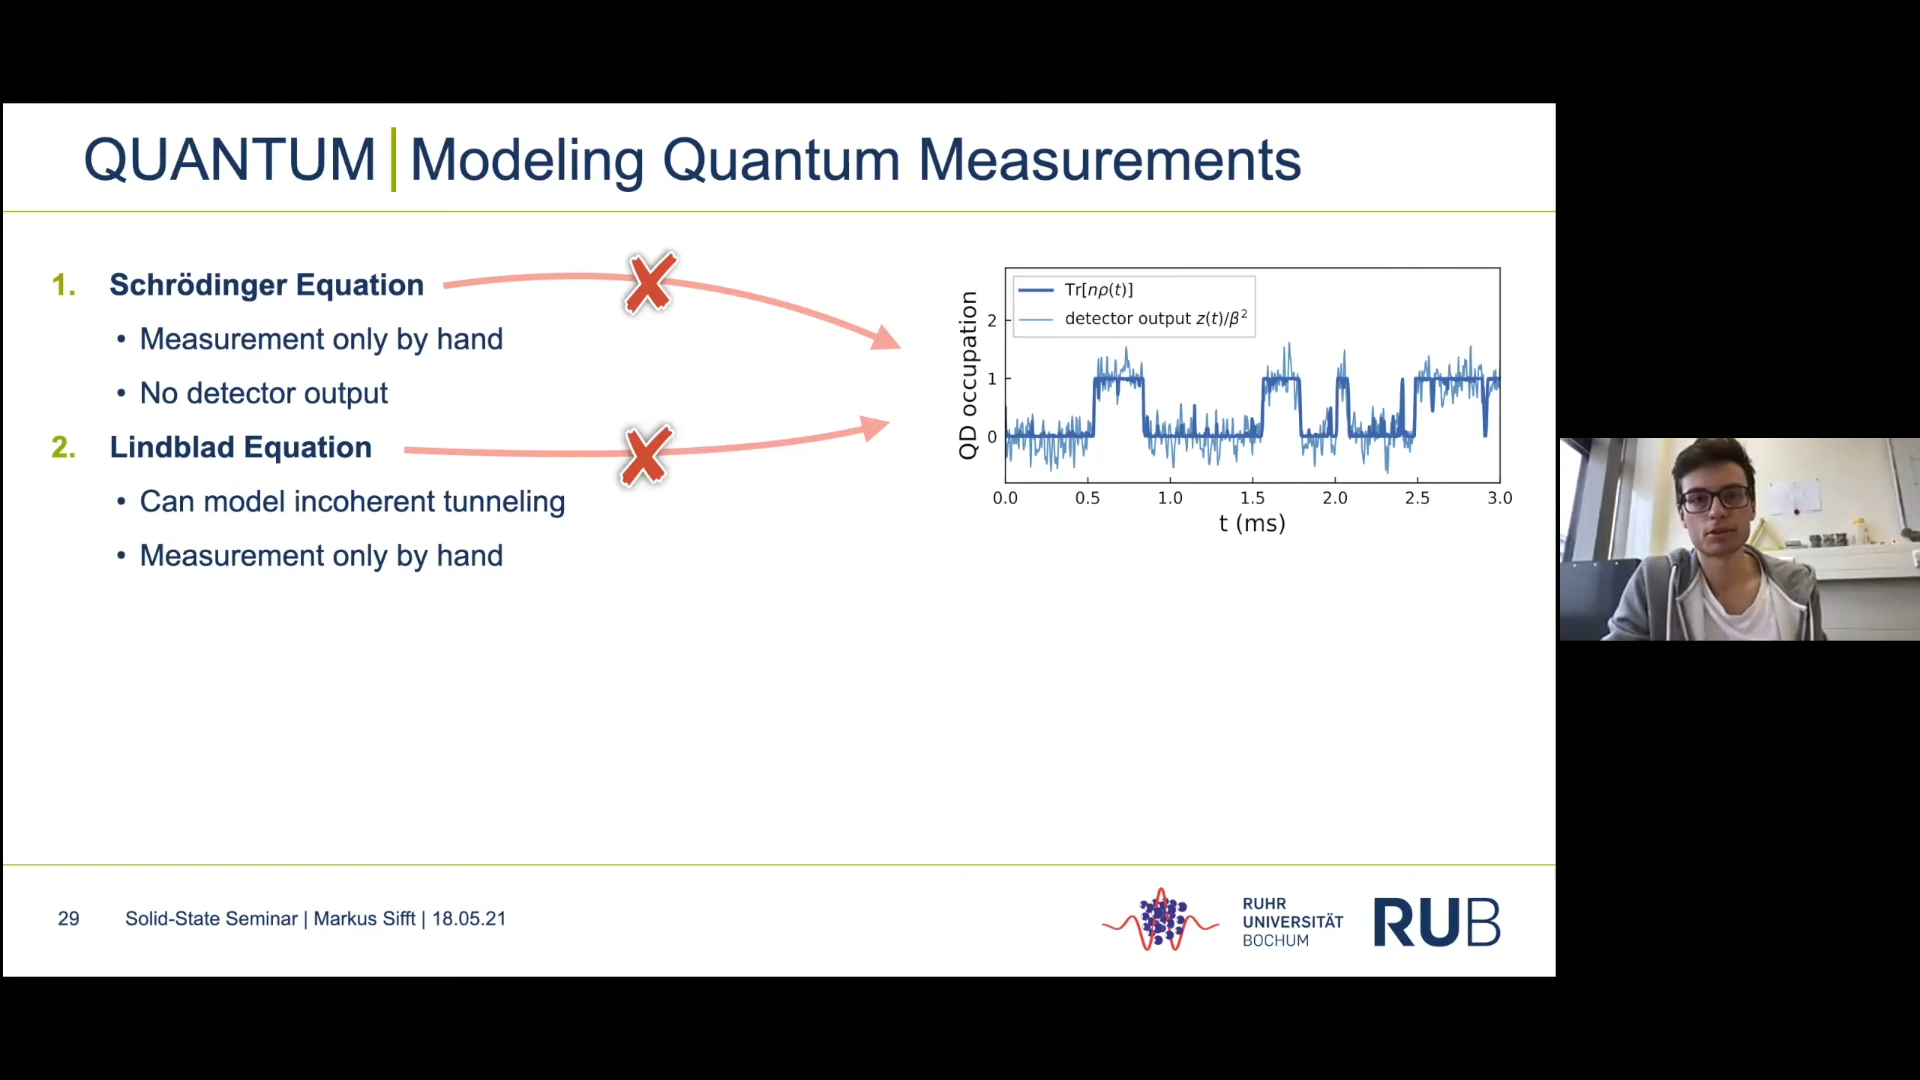 QUANTUM | Modeling Quantum Measurements
1. Schrödinger Equation
• Measurement only by hand
• No detector output
2. Lindblad Equation
• Can model incoherent tunneling
• Measurement only by hand
Tr[nρ(t)]
detector output z(t)/β²
QD occupation
2
1
0
0.0 0.5 1.0 1.5 2.0 2.5 3.0
t (ms)
29 Solid-State Seminar | Markus Sifft | 18.05.21
RUHR
UNIVERSITÄT
BOCHUM
RUB